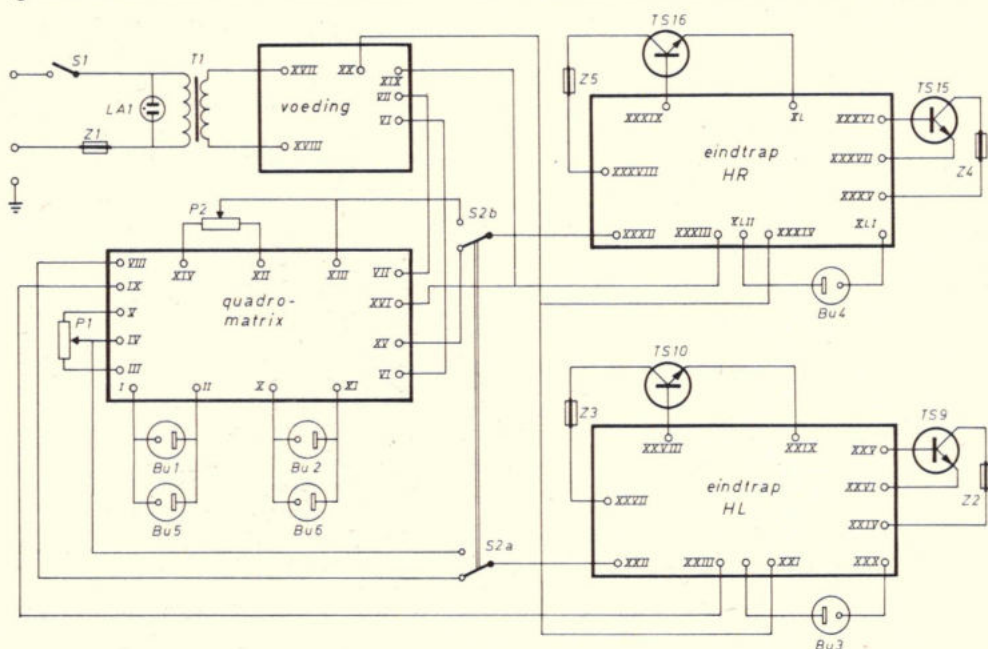 S1
T1
LA1
Z1
XVII
XX
XIX
VII
VI
voeding
XVIII
TS16
Z5
XXXIX
XL
XXXVI
TS15
eindtrap
HR
XXXVII
XXXVIII
XXXV
Z4
XXXII
XXXIII
XLII
XXXIV
XLI
Bu4
P2
S2b
VIII
XIV
XII
XIII
VII
IX
quadro-
matrix
XVI
V
P1
IV
XV
III
VI
I
II
X
XI
Bu1
Bu2
Bu5
Bu6
S2a
TS10
Z3
XXVIII
XXIX
XXV
TS9
eindtrap
HL
XXVI
XXVII
XXIV
Z2
XXII
XXIII
XXI
XXX
Bu3